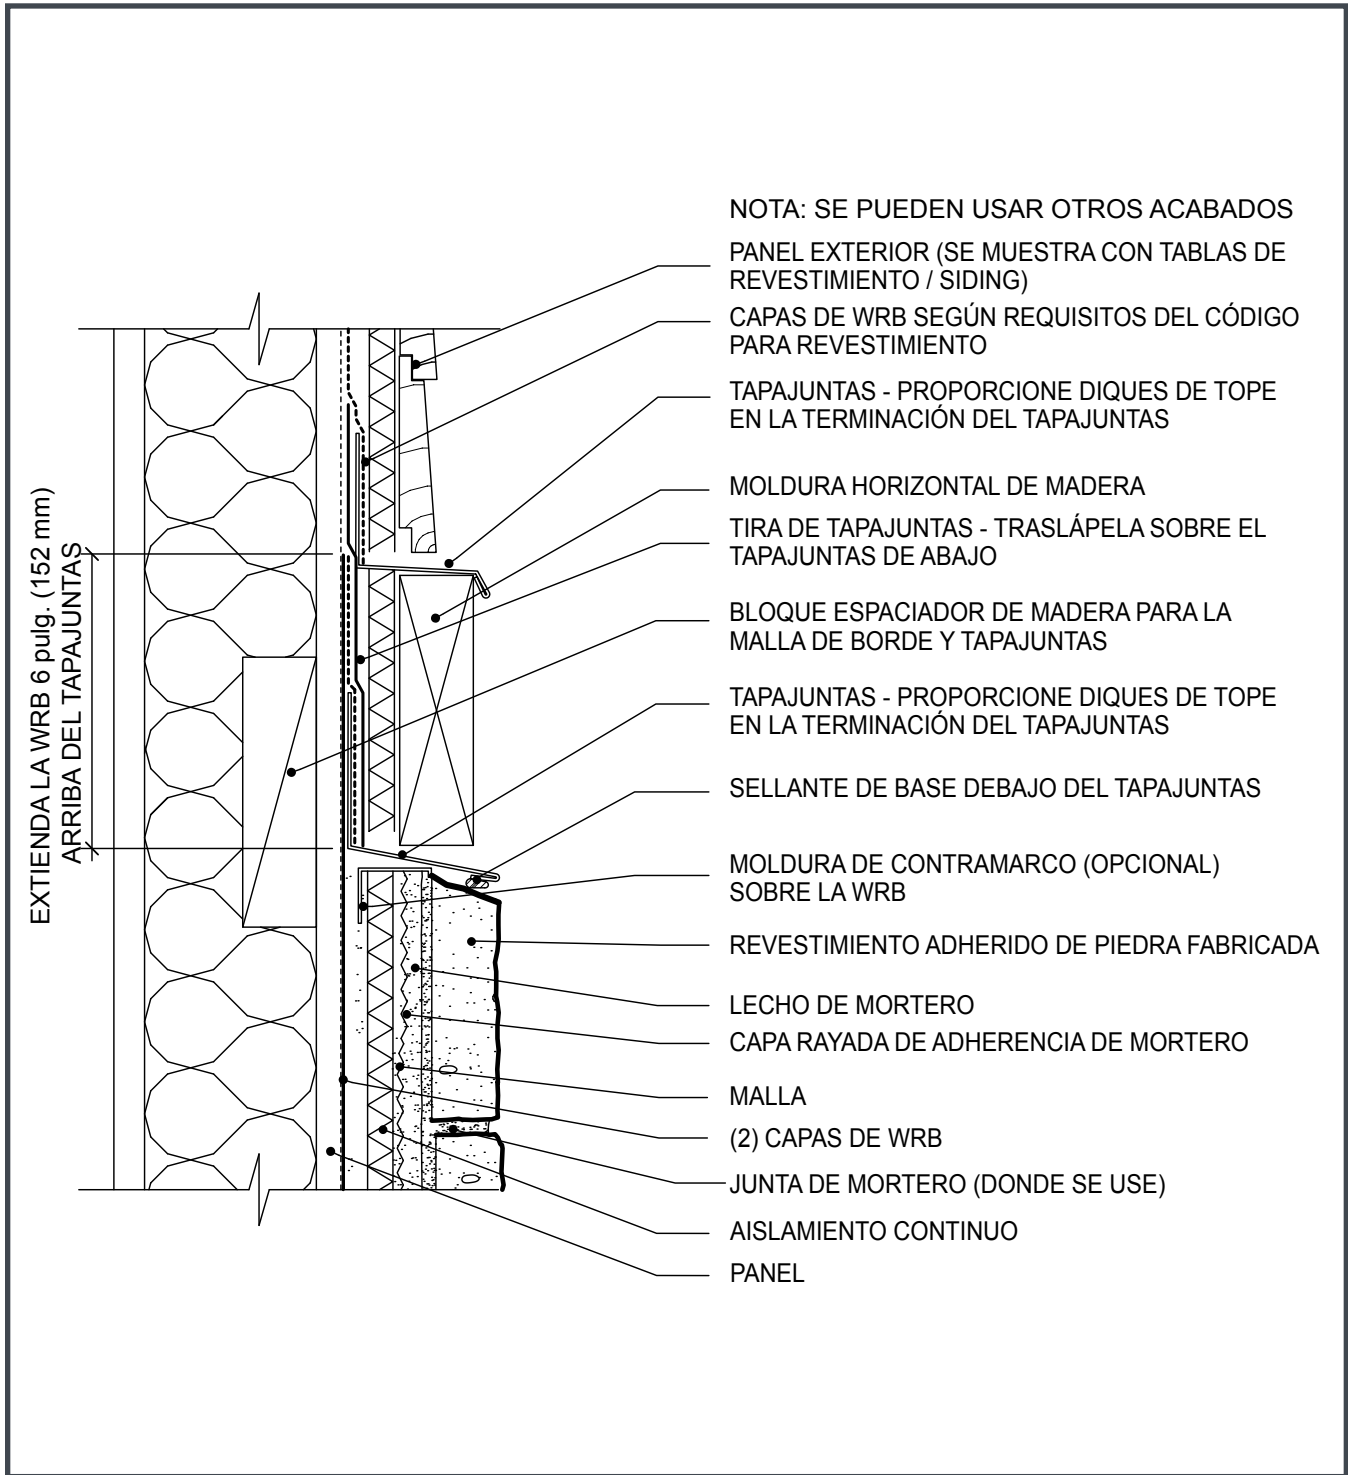 NOTA: SE PUEDEN USAR OTROS ACABADOS
PANEL EXTERIOR (SE MUESTRA CON TABLAS DE
REVESTIMIENTO / SIDING)
CAPAS DE WRB SEGÚN REQUISITOS DEL CÓDIGO
PARA REVESTIMIENTO
TAPAJUNTAS - PROPORCIONE DIQUES DE TOPE
EN LA TERMINACIÓN DEL TAPAJUNTAS
MOLDURA HORIZONTAL DE MADERA
TIRA DE TAPAJUNTAS - TRASLÁPELA SOBRE EL
TAPAJUNTAS DE ABAJO
BLOQUE ESPACIADOR DE MADERA PARA LA
MALLA DE BORDE Y TAPAJUNTAS
TAPAJUNTAS - PROPORCIONE DIQUES DE TOPE
EN LA TERMINACIÓN DEL TAPAJUNTAS
SELLANTE DE BASE DEBAJO DEL TAPAJUNTAS
MOLDURA DE CONTRAMARCO (OPCIONAL)
SOBRE LA WRB
REVESTIMIENTO ADHERIDO DE PIEDRA FABRICADA
LECHO DE MORTERO
CAPA RAYADA DE ADHERENCIA DE MORTERO
MALLA
(2) CAPAS DE WRB
JUNTA DE MORTERO (DONDE SE USE)
AISLAMIENTO CONTINUO
PANEL
EXTIENDA LA WRB 6 pulg. (152 mm)
ARRIBA DEL TAPAJUNTAS